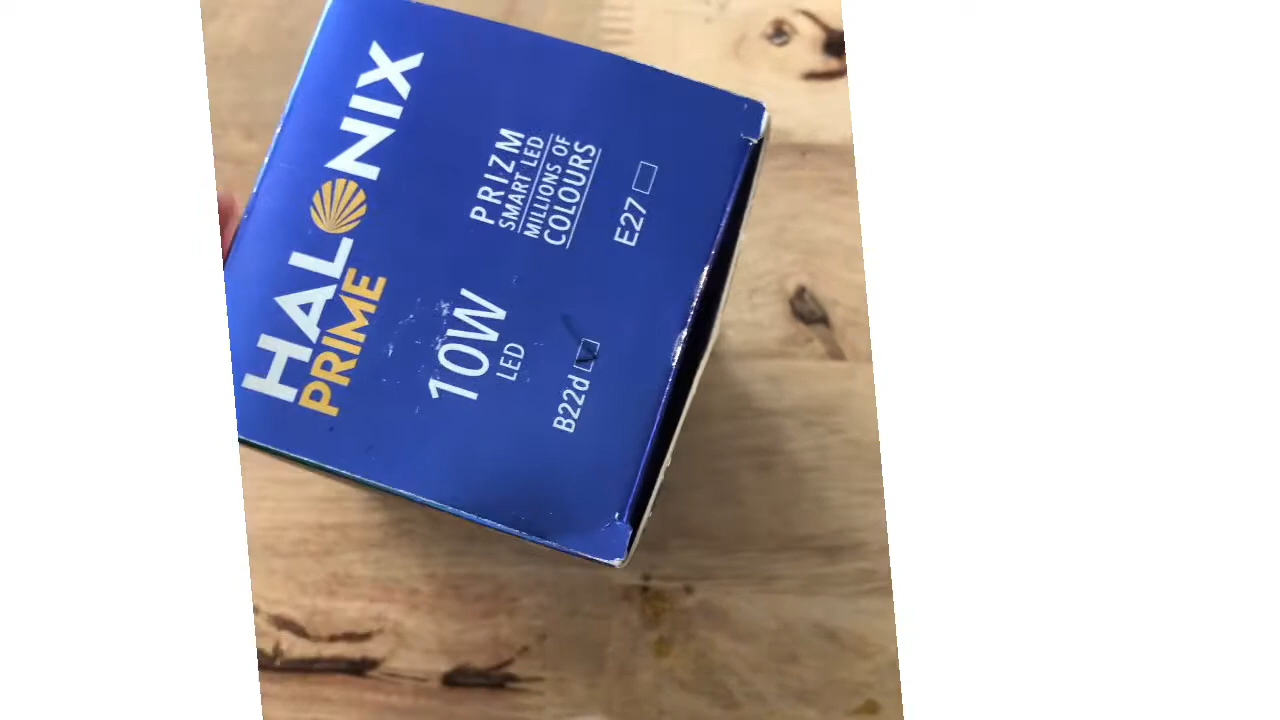 HALONIX
PRIME
10W
LED
PRIZM
SMART LED
MILLIONS OF
COLOURS
B22d
E27